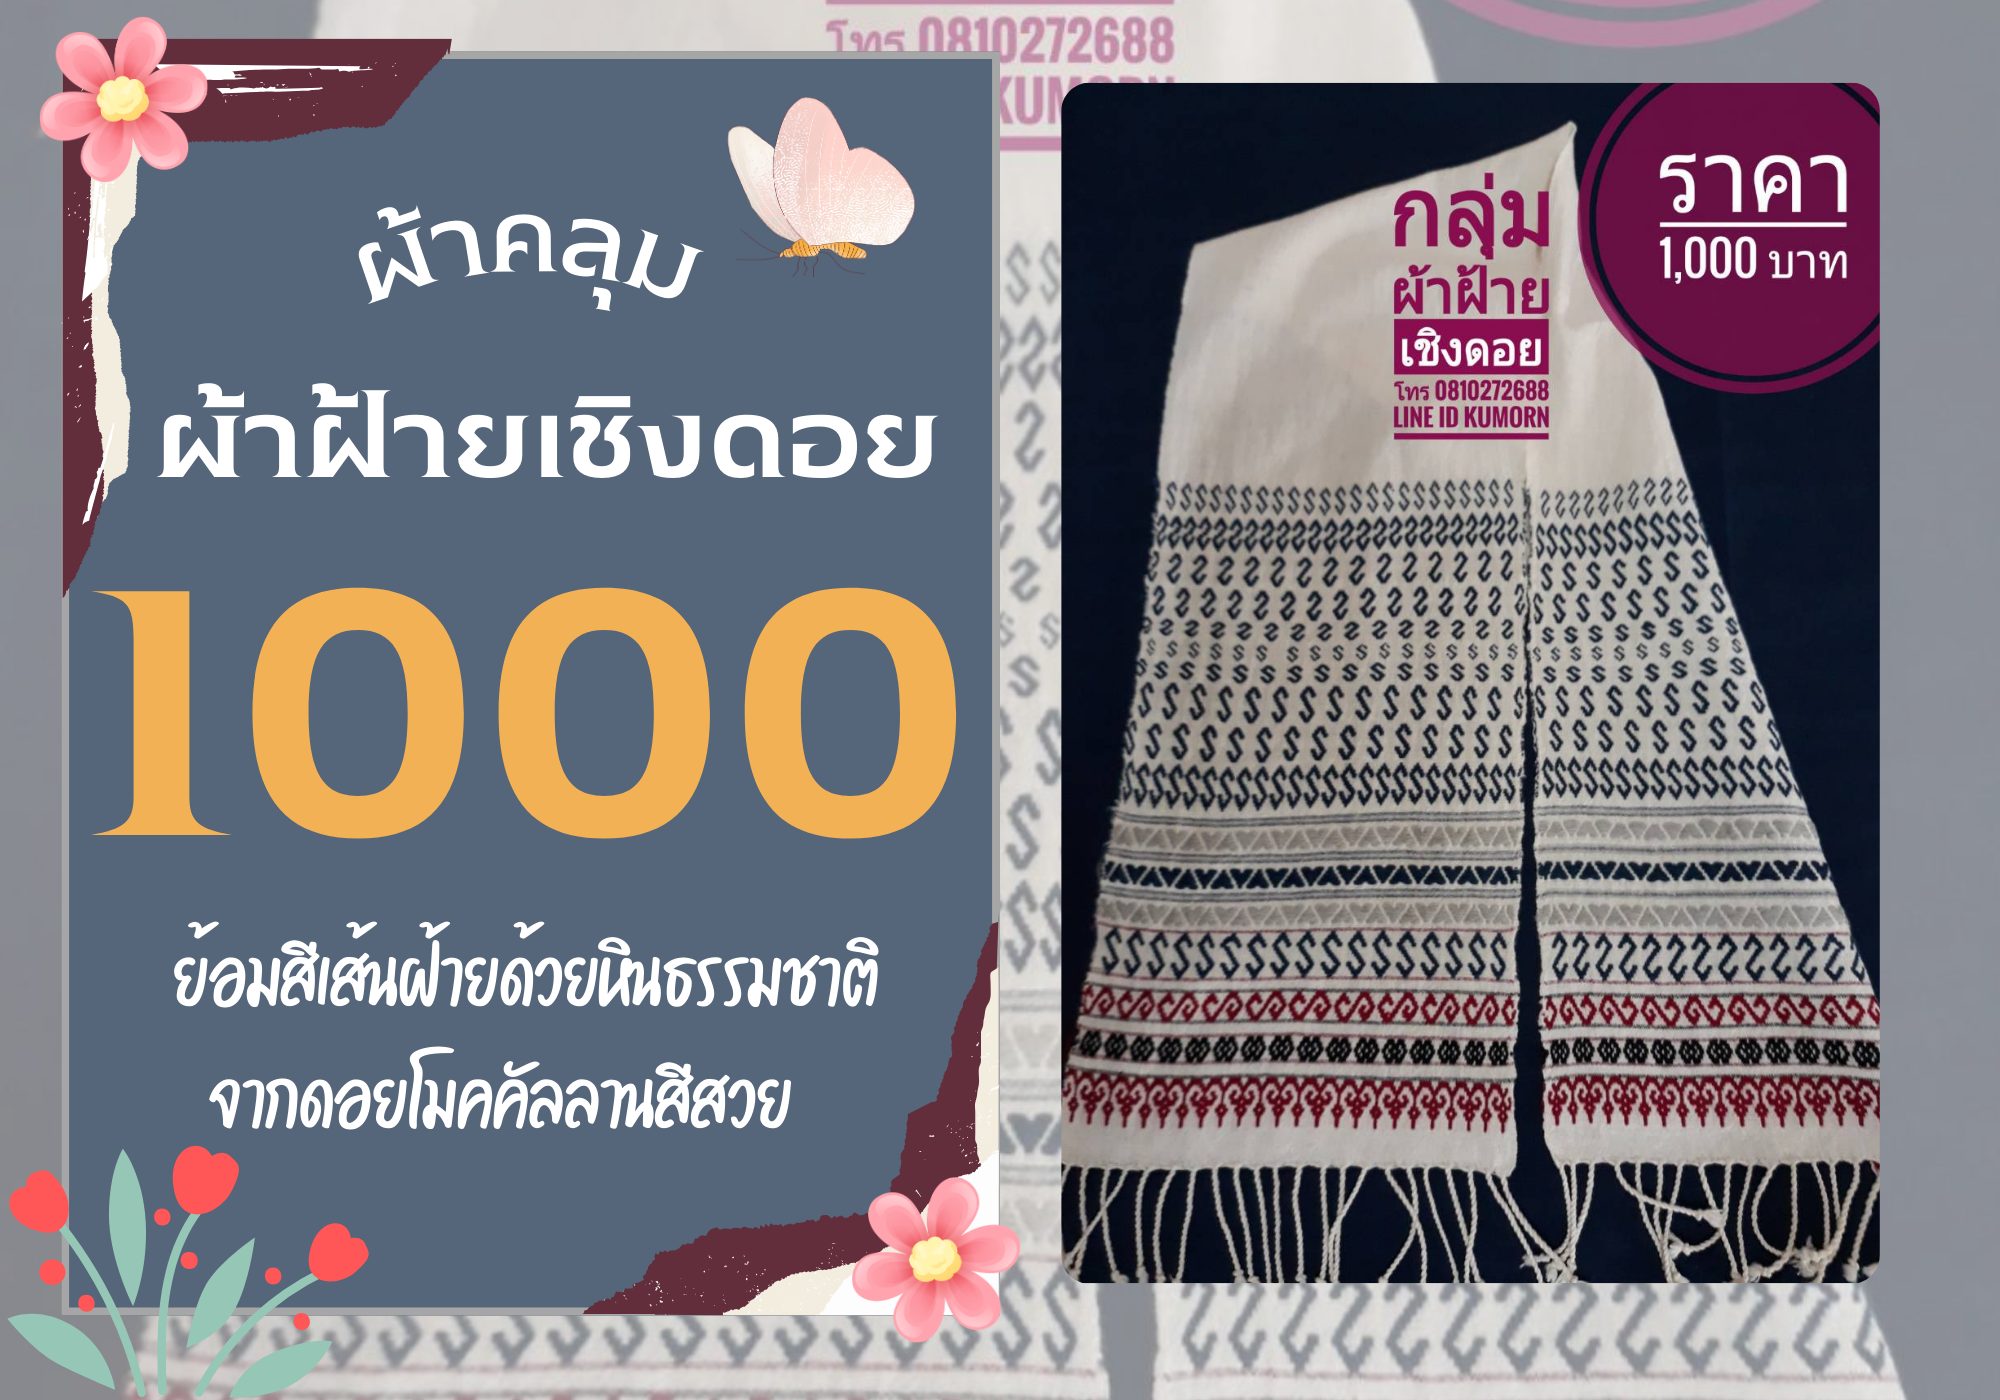 โทร 0810272688
ผ้าคลุม
ผ้าฝ้ายเชิงดอย
1000
ย้อมสีเส้นฝ้ายด้วยหินธรรมชาติ
จากดอยโมคคัลลานสีสวย
ราคา
1,000 บาท
กลุ่ม
ผ้าฝ้าย
เชิงดอย
โทร 0810272688
LINE ID KUMORN